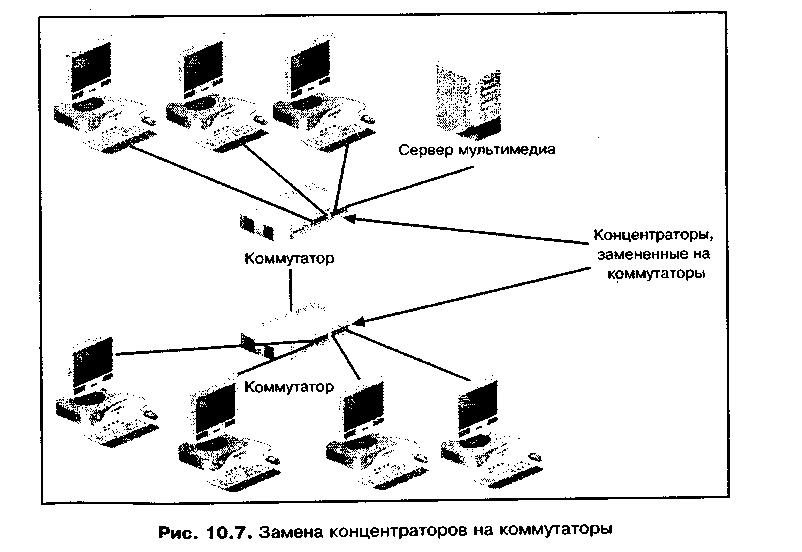 Сервер мультимедиа
Коммутатор
Концентраторы,
замененные на
коммутаторы
Коммутатор
Рис. 10.7. Замена концентраторов на коммутаторы